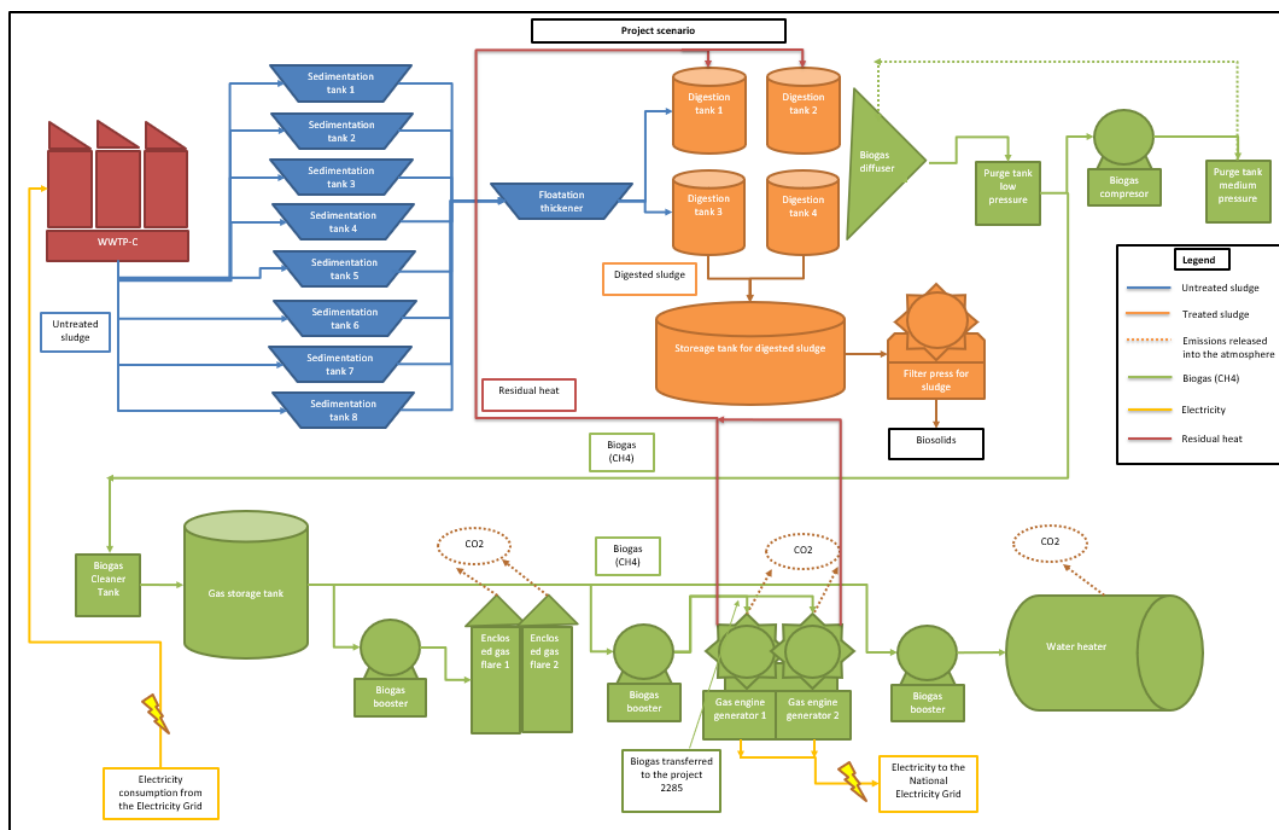 Project scenario
Sedimentation
tank 1
Sedimentation
tank 2
Sedimentation
tank 3
Sedimentation
tank 4
Sedimentation
tank 5
Sedimentation
tank 6
Sedimentation
tank 7
Sedimentation
tank 8
WWTP-C
Untreated
sludge
Floatation
thickener
Digestion
tank 1
Digestion
tank 2
Digestion
tank 3
Digestion
tank 4
Biogas
diffuser
Purge tank
low
pressure
Biogas
compresor
Purge tank
medium
pressure
Digested sludge
Storeage tank for digested sludge
Filter press for
sludge
Biosolids
Residual heat
Legend
Untreated sludge
Treated sludge
Emissions released
into the atmosphere
Biogas (CH4)
Electricity
Residual heat
Biogas
(CH4)
Biogas
Cleaner
Tank
Gas storage tank
CO2
Biogas
booster
Enclos
ed gas
flare 1
Enclos
ed gas
flare 2
Biogas
(CH4)
Biogas
booster
CO2
Gas engine
generator 1
Gas engine
generator 2
Biogas
booster
CO2
Water heater
Electricity
consumption from
the Electricity Grid
Biogas transferred
to the project
2285
Electricity to the
National
Electricity Grid